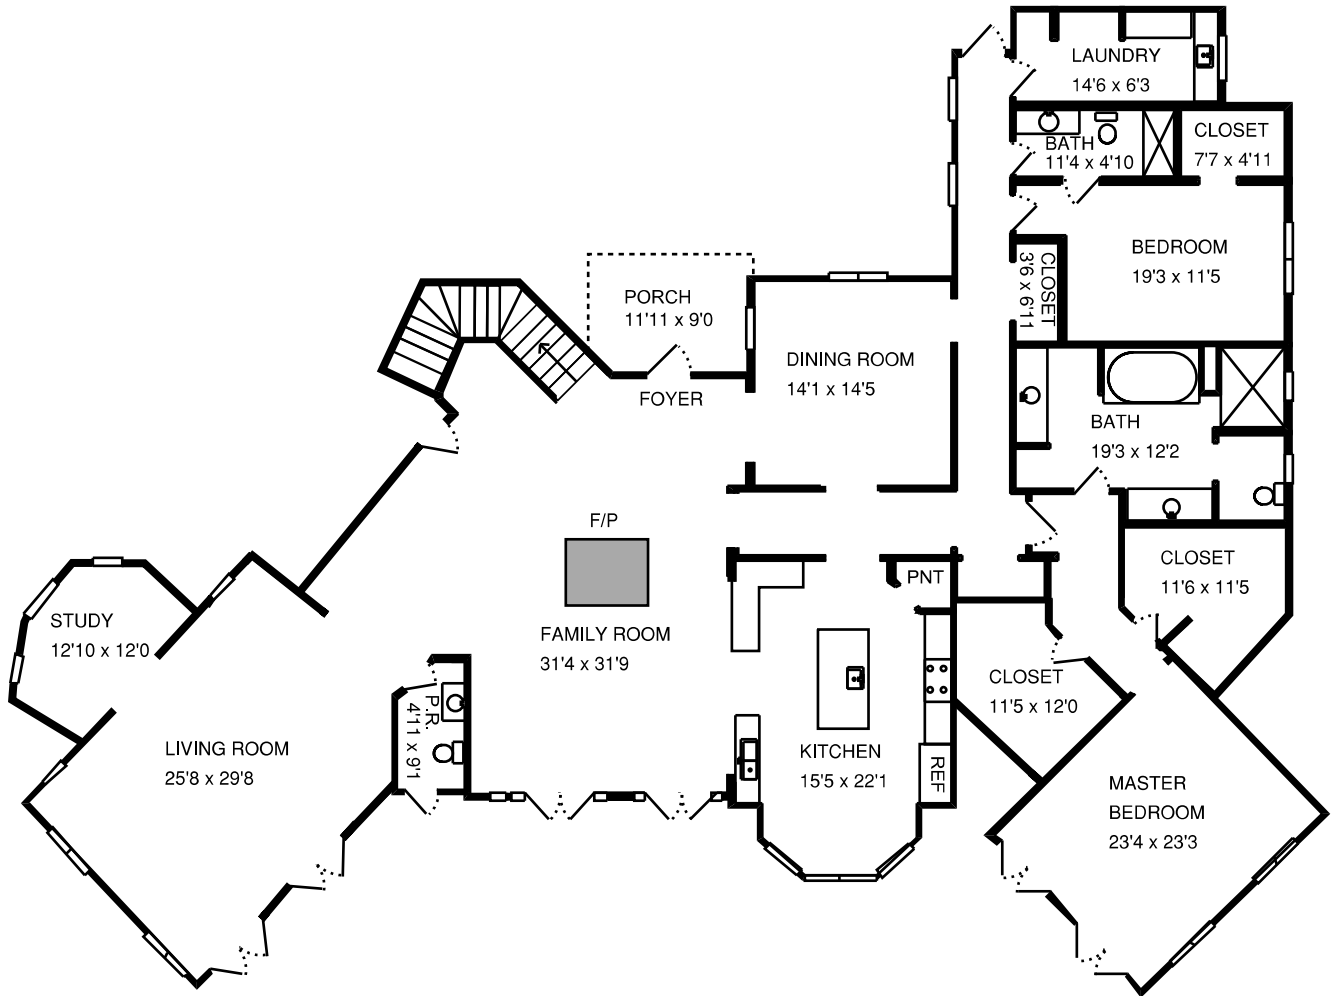 LAUNDRY
14'6 x 6'3
CLOSET
7'7 x 4'11
BATH
11'4 x 4'10
BEDROOM
19'3 x 11'5
CLOSET
3'6 x 6'11
PORCH
11'11 x 9'0
FOYER
DINING ROOM
14'1 x 14'5
BATH
19'3 x 12'2
F/P
FAMILY ROOM
31'4 x 31'9
PNT
CLOSET
11'6 x 11'5
STUDY
12'10 x 12'0
CLOSET
11'5 x 12'0
P.R.
4'11 x 9'1
LIVING ROOM
25'8 x 29'8
KITCHEN
15'5 x 22'1
REF
MASTER
BEDROOM
23'4 x 23'3